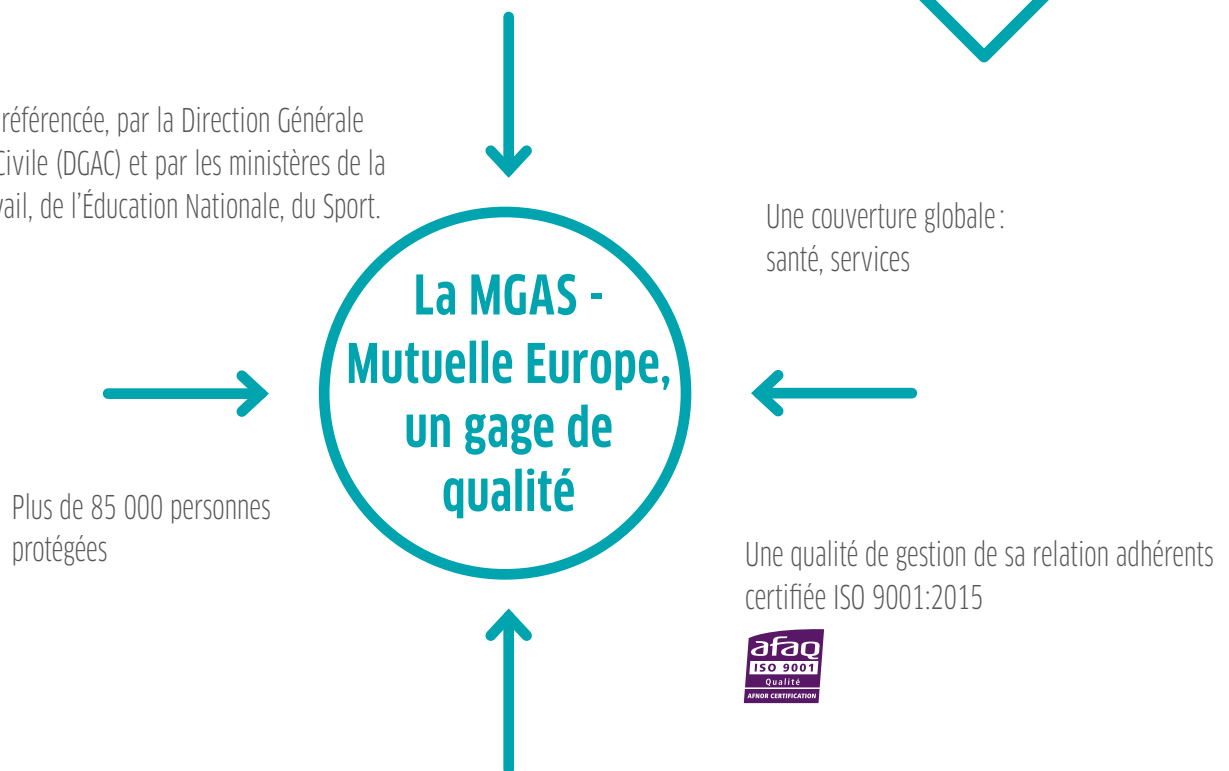 référencée, par la Direction Générale
Civile (DGAC) et par les ministères de la
vail, de l'Éducation Nationale, du Sport.
Une couverture globale :
santé, services
La MGAS -
Mutuelle Europe,
un gage de
qualité
Plus de 85 000 personnes
protégées
Une qualité de gestion de sa relation adhérents
certifiée ISO 9001:2015
afaq
ISO 9001
Qualité
AFNOR CERTIFICATION